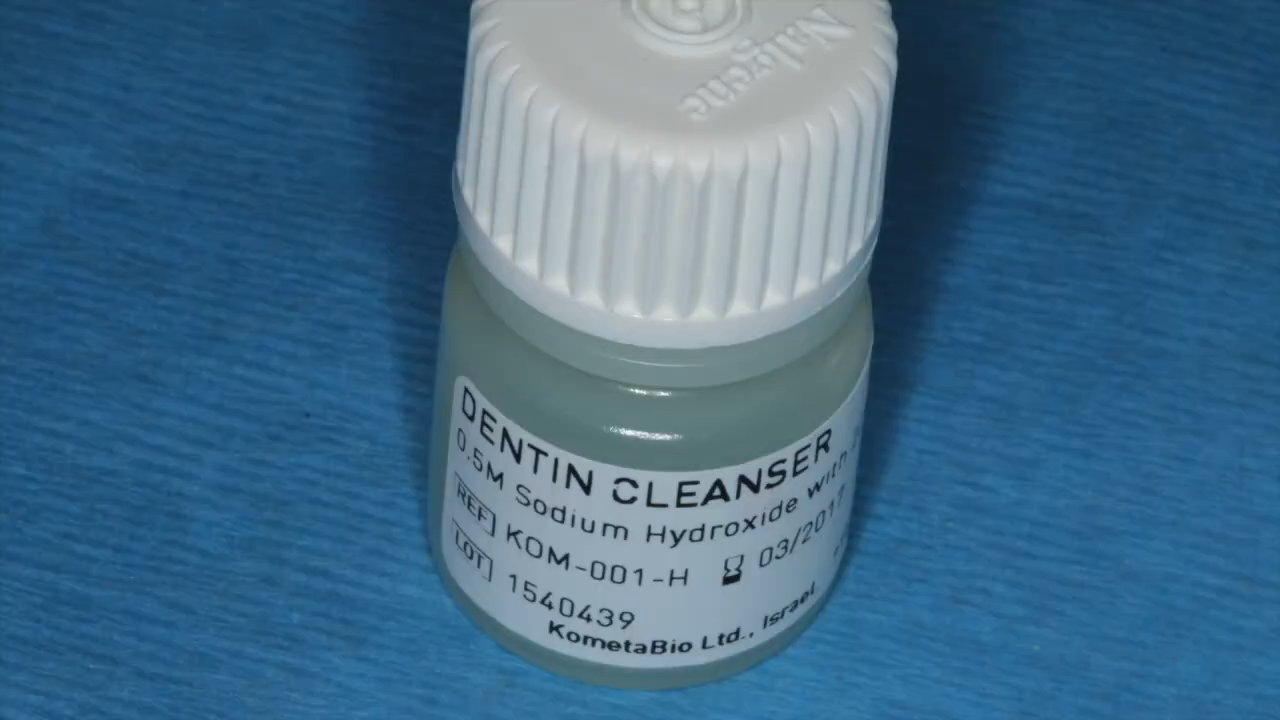 Nalgene
DENTIN CLEANSER
0.5M Sodium Hydroxide with
REF KOM-001-H 03/2017
LOT 1540439
KometaBio Ltd., Israel